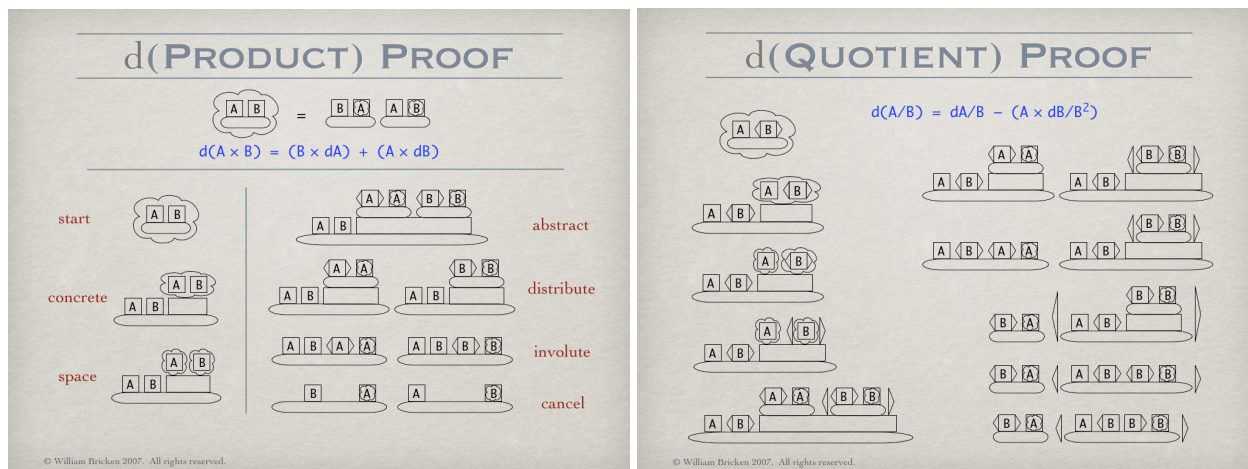 d(PRODUCT) PROOF
A B = B A A B
d(A × B) = (B × dA) + (A × dB)
start
A B
concrete
A B
A B
space
A B
A B
A A B B
A B
abstract
A A B B
A B A B
distribute
A B A A A B B B
involute
B A A B
cancel
© William Bricken 2007. All rights reserved.
d(QUOTIENT) PROOF
d(A/B) = dA/B − (A × dB/B²)
A B
A B
A B
A B
A B
A B
A B
A A B B
A B
A A B B
A B A B
B B
A B A A A B
B B
B A A B
B A A B B B
B A A B B B
© William Bricken 2007. All rights reserved.